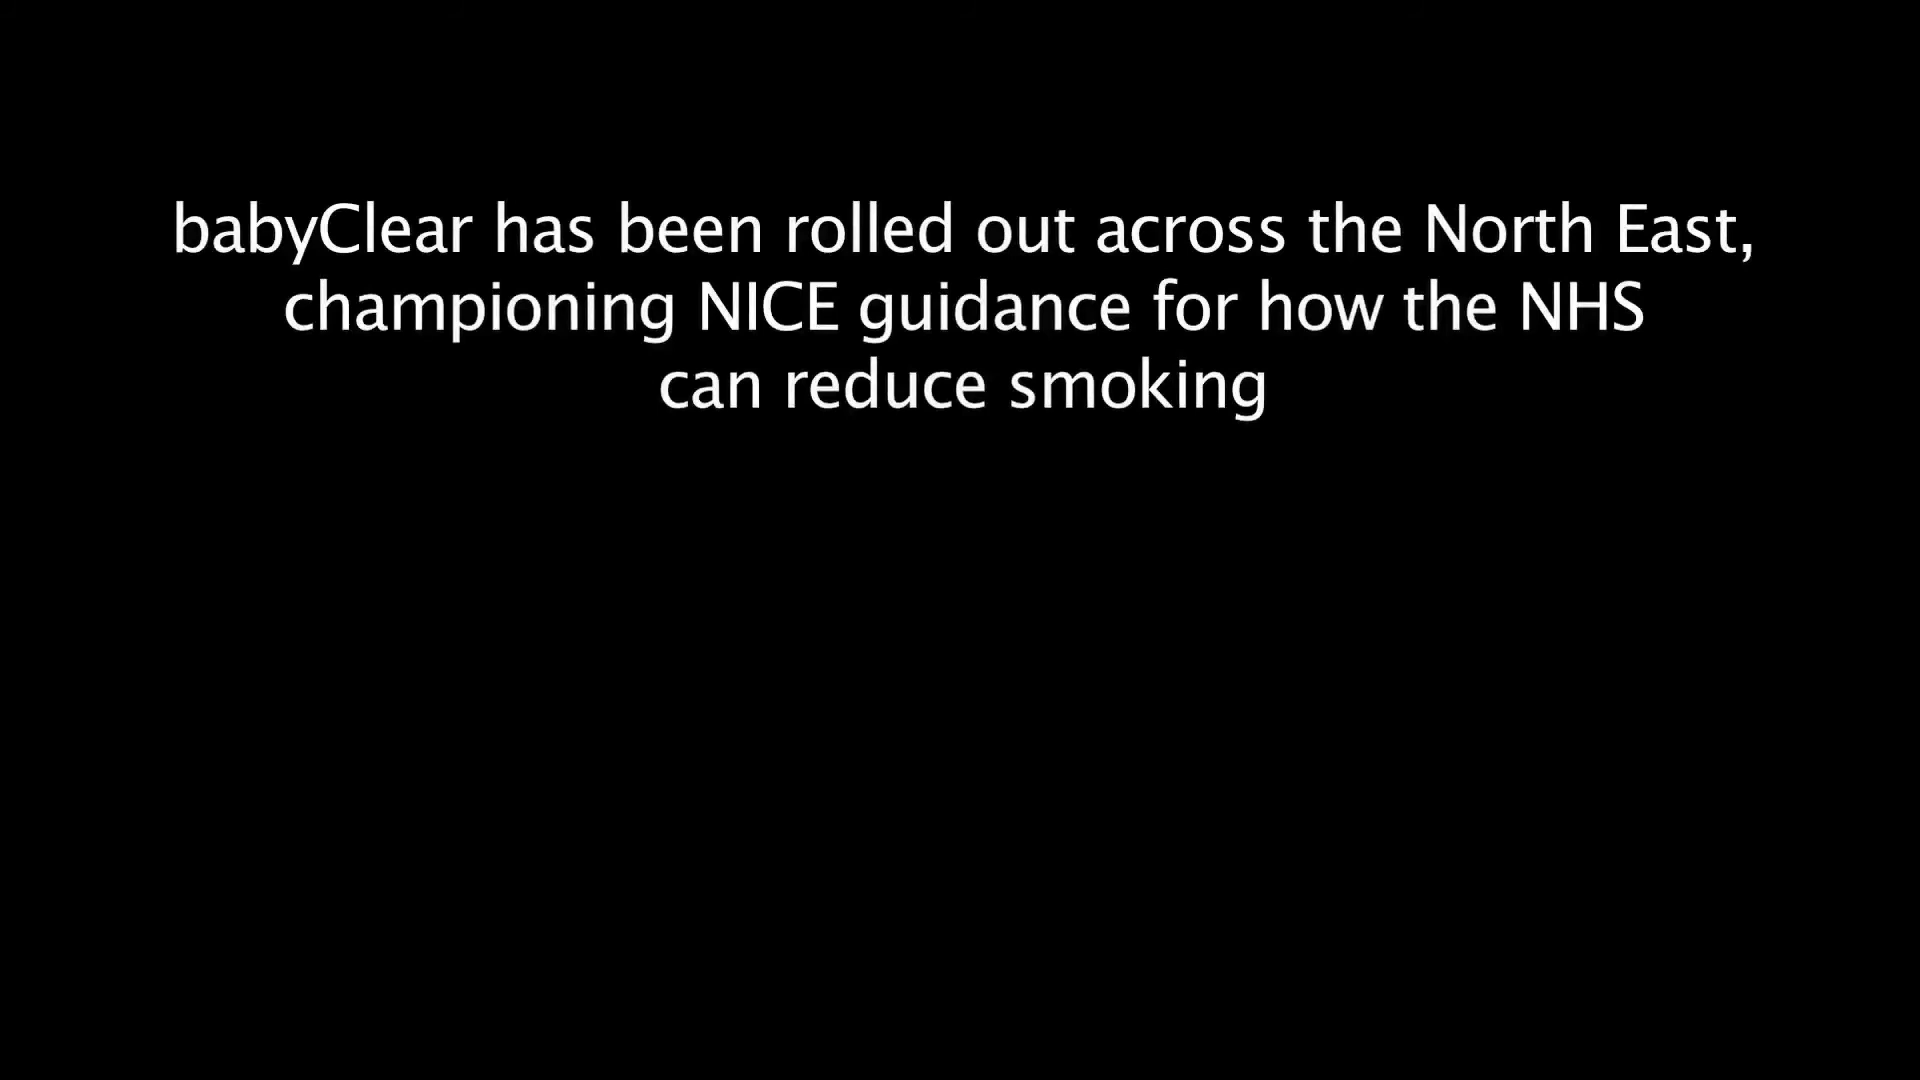 babyClear has been rolled out across the North East,
championing NICE guidance for how the NHS
can reduce smoking